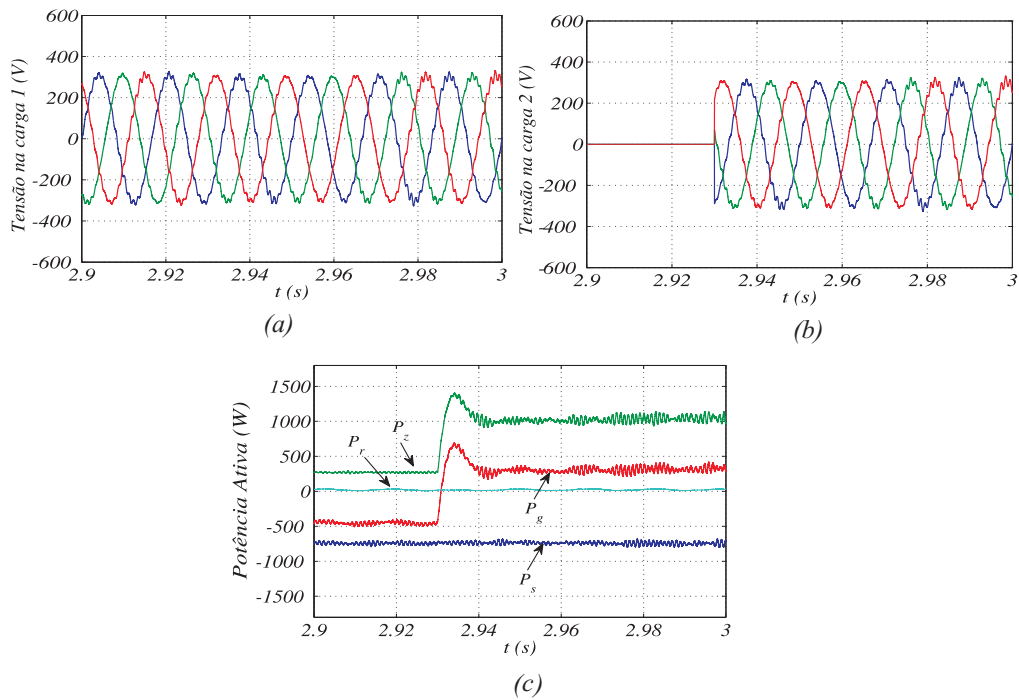 600
400
200
0
-200
-400
-600
Tensão na carga 1 (V)
2.9 2.92 2.94 2.96 2.98 3
t (s)
(a)
600
400
200
0
-200
-400
-600
Tensão na carga 2 (V)
2.9 2.92 2.94 2.96 2.98 3
t (s)
(b)
1500
1000
500
0
-500
-1000
-1500
Potência Ativa (W)
P_r
P_z
P_g
P_s
2.9 2.92 2.94 2.96 2.98 3
t (s)
(c)